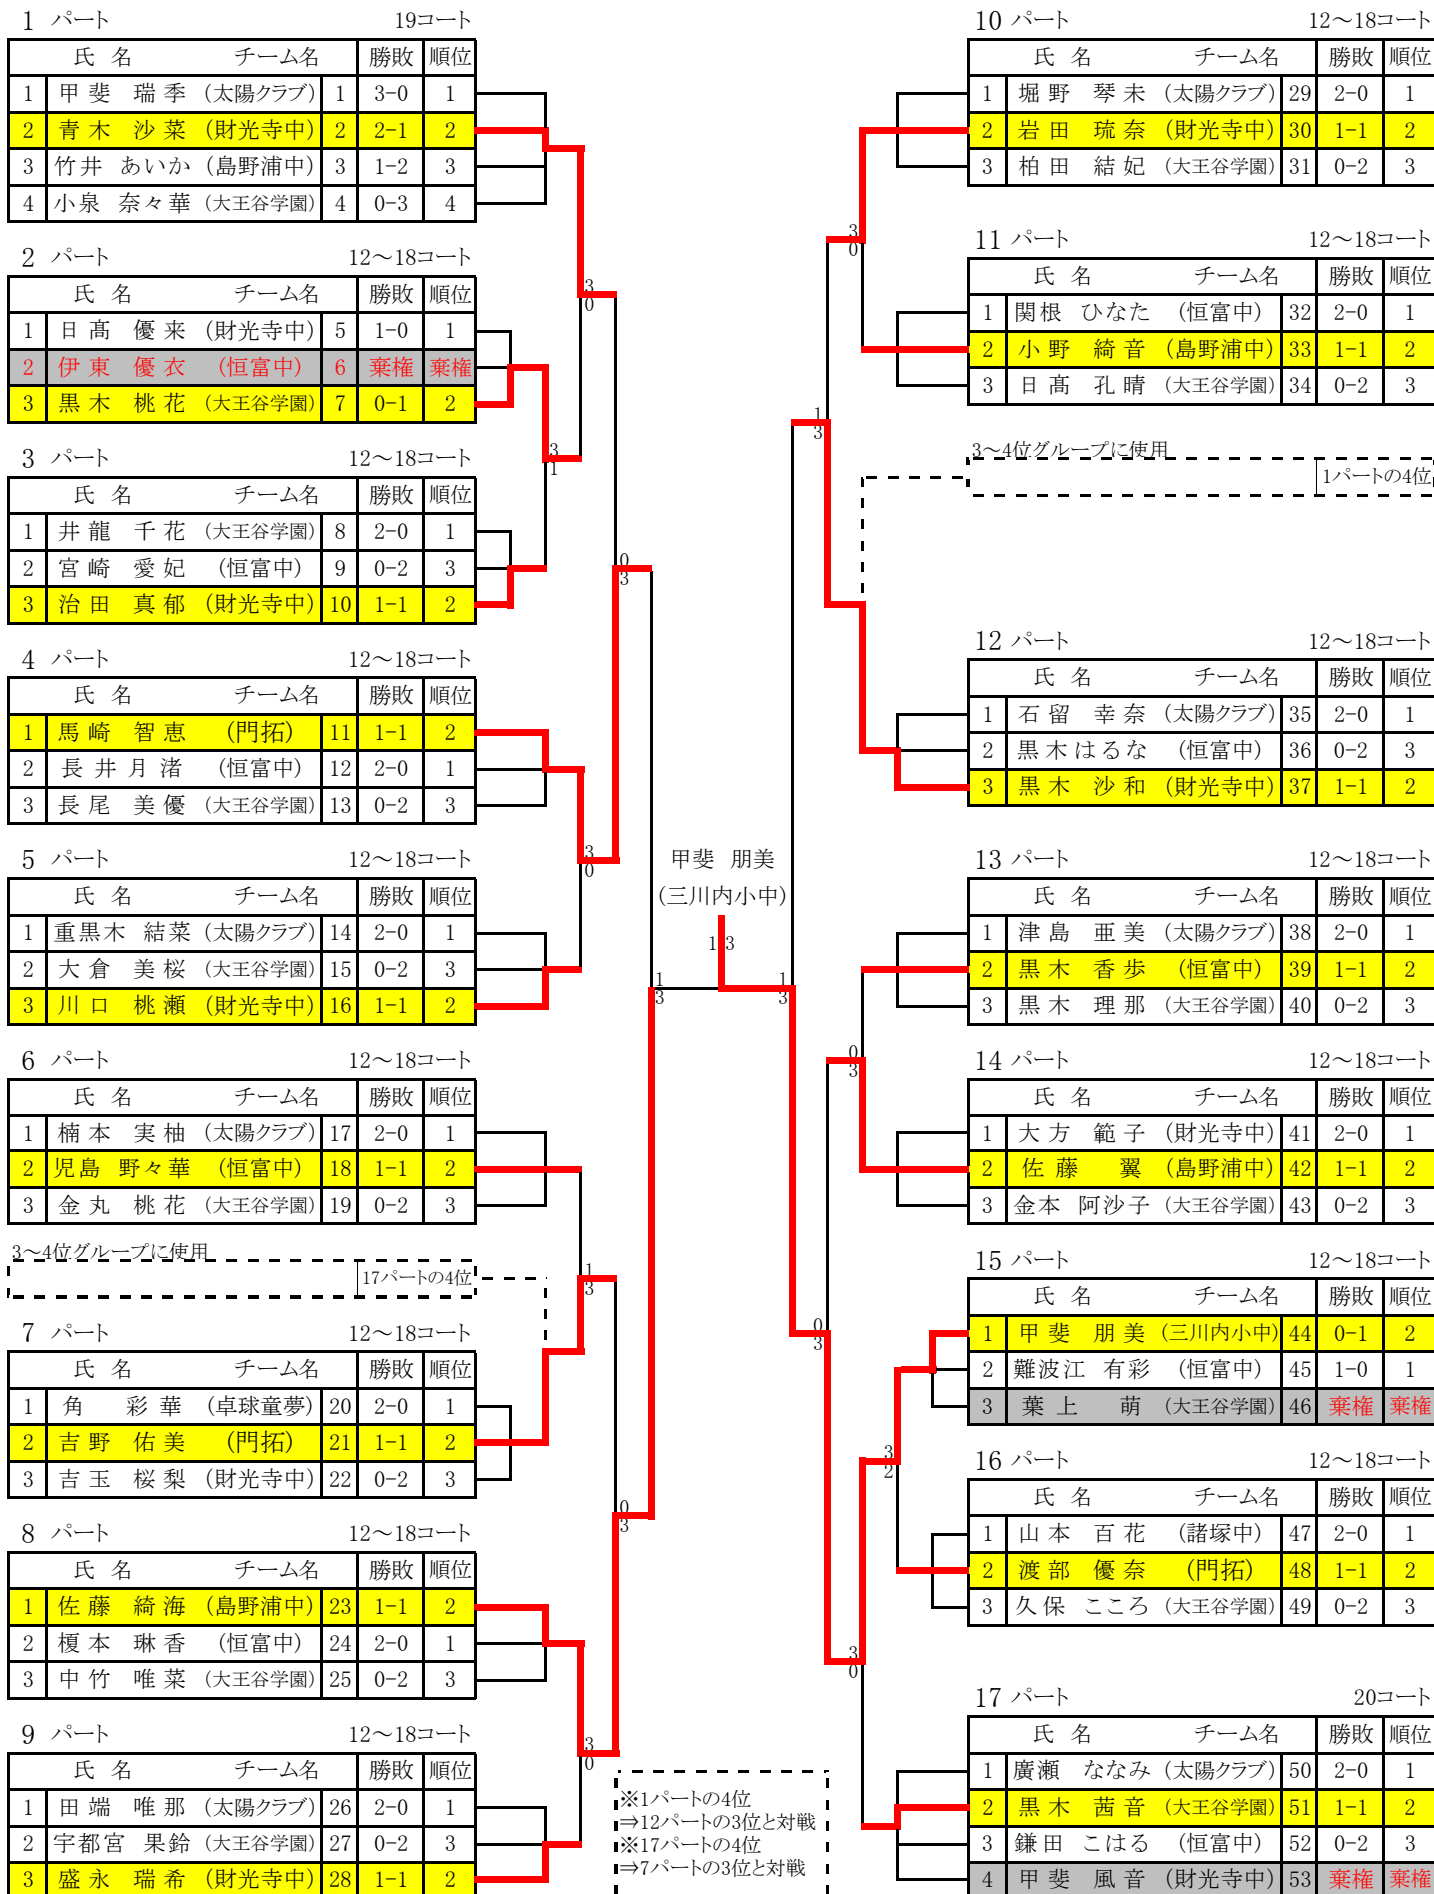 1 パート 19コート
氏 名 チーム名 勝敗 順位
1 甲斐 瑞季 (太陽クラブ) 1 3-0 1
2 青木 沙菜 (財光寺中) 2 2-1 2
3 竹井 あいか (島野浦中) 3 1-2 3
4 小泉 奈々華 (大王谷学園) 4 0-3 4
2 パート 12～18コート
氏 名 チーム名 勝敗 順位
1 日髙 優来 (財光寺中) 5 1-0 1
2 伊東 優衣 (恒富中) 6 棄権 棄権
3 黒木 桃花 (大王谷学園) 7 0-1 2
3 パート 12～18コート
氏 名 チーム名 勝敗 順位
1 井龍 千花 (大王谷学園) 8 2-0 1
2 宮崎 愛妃 (恒富中) 9 0-2 3
3 治田 真郁 (財光寺中) 10 1-1 2
4 パート 12～18コート
氏 名 チーム名 勝敗 順位
1 馬崎 智恵 (門拓) 11 1-1 2
2 長井月渚 (恒富中) 12 2-0 1
3 長尾 美優 (大王谷学園) 13 0-2 3
5 パート 12～18コート
氏 名 チーム名 勝敗 順位
1 重黒木 結菜 (太陽クラブ) 14 2-0 1
2 大倉 美桜 (大王谷学園) 15 0-2 3
3 川口 桃瀬 (財光寺中) 16 1-1 2
6 パート 12～18コート
氏 名 チーム名 勝敗 順位
1 楠本 実柚 (太陽クラブ) 17 2-0 1
2 児島 野々華 (恒富中) 18 1-1 2
3 金丸 桃花 (大王谷学園) 19 0-2 3
3～4位グループに使用
17パートの4位
7 パート 12～18コート
氏 名 チーム名 勝敗 順位
1 角 彩華 (卓球童夢) 20 2-0 1
2 吉野 佑美 (門拓) 21 1-1 2
3 吉玉 桜梨 (財光寺中) 22 0-2 3
8 パート 12～18コート
氏 名 チーム名 勝敗 順位
1 佐藤 綺海 (島野浦中) 23 1-1 2
2 榎本 琳香 (恒富中) 24 2-0 1
3 中竹 唯菜 (大王谷学園) 25 0-2 3
9 パート 12～18コート
氏 名 チーム名 勝敗 順位
1 田端 唯那 (太陽クラブ) 26 2-0 1
2 宇都宮 果鈴 (大王谷学園) 27 0-2 3
3 盛永 瑞希 (財光寺中) 28 1-1 2
3
0
3
1
0
3
3
0
1
3
1
3
0
3
3
0
甲斐 朋美
(三川内小中)
1 3
※1パートの4位
⇒12パートの3位と対戦
※17パートの4位
⇒7パートの3位と対戦
3
0
1
3
1
3
0
3
0
3
3
2
3
0
10 パート 12～18コート
氏 名 チーム名 勝敗 順位
1 堀野 琴未 (太陽クラブ) 29 2-0 1
2 岩田 琉奈 (財光寺中) 30 1-1 2
3 柏田 結妃 (大王谷学園) 31 0-2 3
11 パート 12～18コート
氏 名 チーム名 勝敗 順位
1 関根 ひなた (恒富中) 32 2-0 1
2 小野 綺音 (島野浦中) 33 1-1 2
3 日髙 孔晴 (大王谷学園) 34 0-2 3
3～4位グループに使用
1パートの4位
12 パート 12～18コート
氏 名 チーム名 勝敗 順位
1 石留 幸奈 (太陽クラブ) 35 2-0 1
2 黒木はるな (恒富中) 36 0-2 3
3 黒木 沙和 (財光寺中) 37 1-1 2
13 パート 12～18コート
氏 名 チーム名 勝敗 順位
1 津島 亜美 (太陽クラブ) 38 2-0 1
2 黒木 香歩 (恒富中) 39 1-1 2
3 黒木 理那 (大王谷学園) 40 0-2 3
14 パート 12～18コート
氏 名 チーム名 勝敗 順位
1 大方 範子 (財光寺中) 41 2-0 1
2 佐藤 翼 (島野浦中) 42 1-1 2
3 金本 阿沙子 (大王谷学園) 43 0-2 3
15 パート 12～18コート
氏 名 チーム名 勝敗 順位
1 甲斐 朋美 (三川内小中) 44 0-1 2
2 難波江 有彩 (恒富中) 45 1-0 1
3 葉上 萌 (大王谷学園) 46 棄権 棄権
16 パート 12～18コート
氏 名 チーム名 勝敗 順位
1 山本 百花 (諸塚中) 47 2-0 1
2 渡部 優奈 (門拓) 48 1-1 2
3 久保 こころ (大王谷学園) 49 0-2 3
17 パート 20コート
氏 名 チーム名 勝敗 順位
1 廣瀬 ななみ (太陽クラブ) 50 2-0 1
2 黒木 茜音 (大王谷学園) 51 1-1 2
3 鎌田 こはる (恒富中) 52 0-2 3
4 甲斐 風音 (財光寺中) 53 棄権 棄権